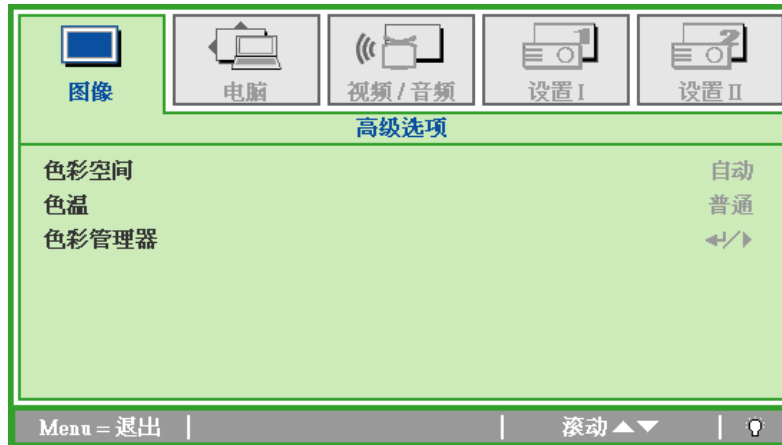 图像 电脑 视频 / 音频 设置 I 设置 II
高级选项
色彩空间 自动
色温 普通
色彩管理器
Menu = 退出 滚动